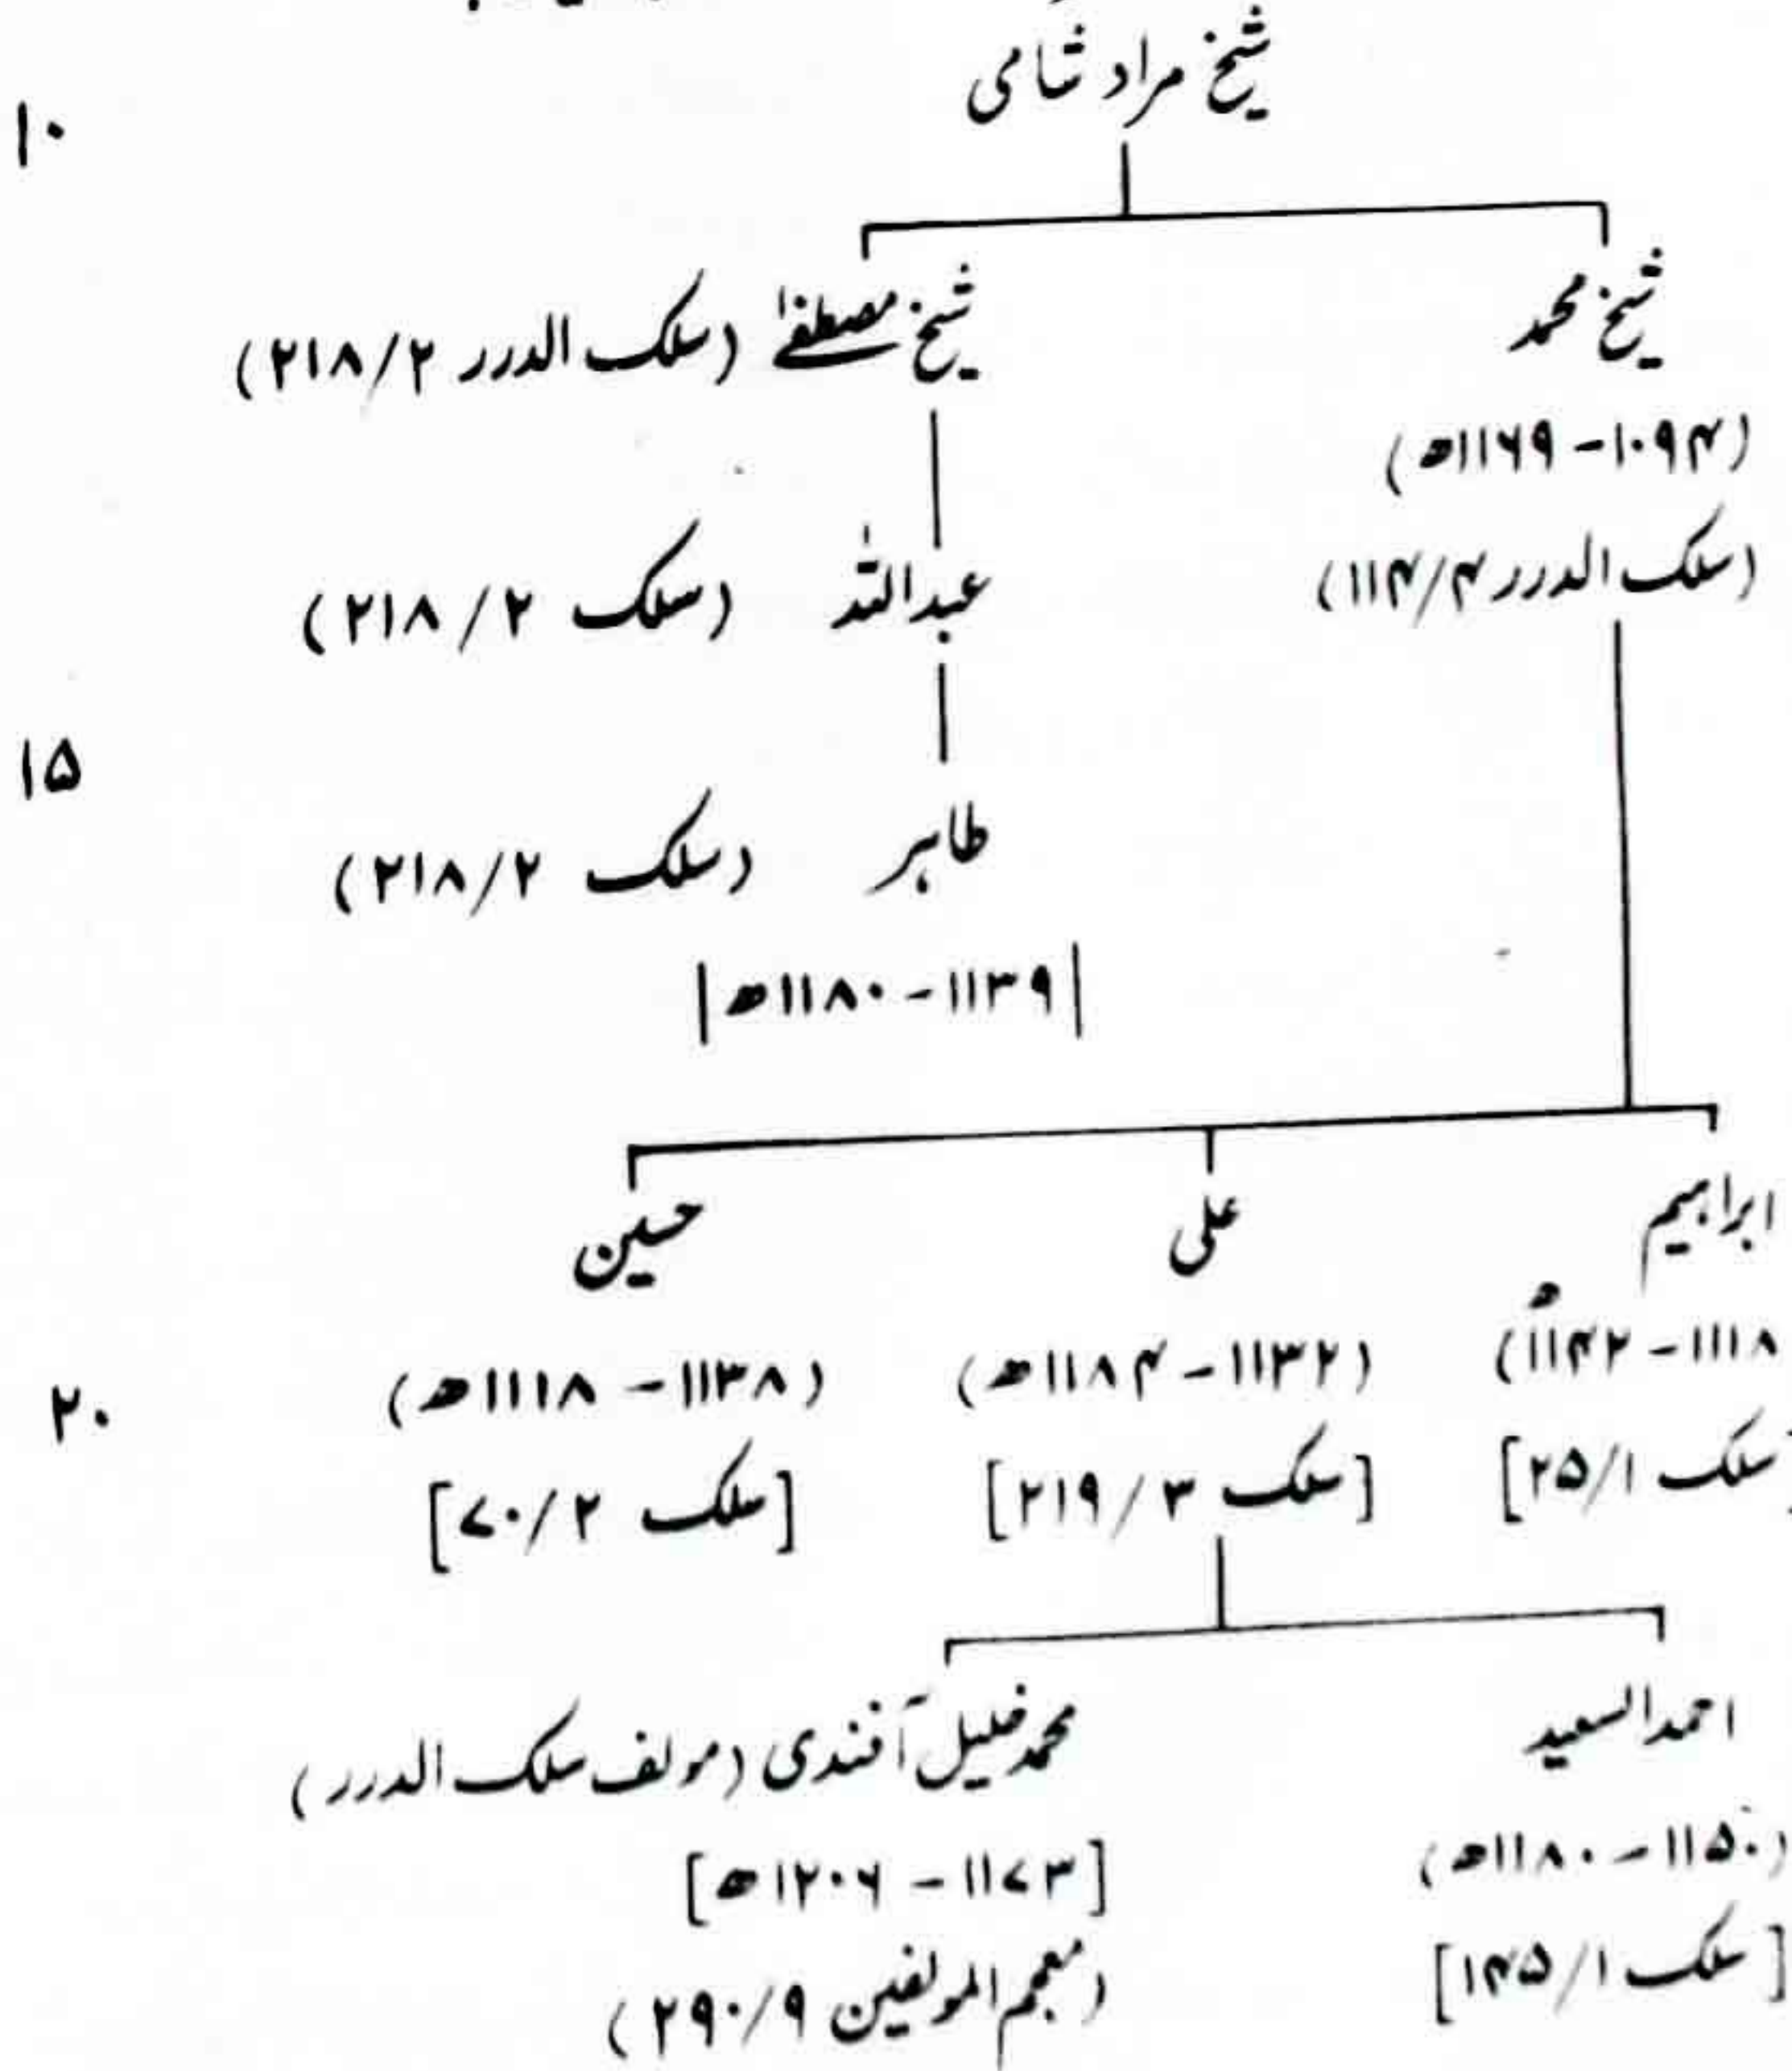 شیخ مراد شامی
۱۰
شیخ محمد
شیخ مصطفےٰ (سلک الدرر ۲/۲۱۸)
(۱۰۹۴-۱۱۶۹ھ)
(سلک الدرر ۴/۱۱۴)
عبداللہ (سلک ۲/۲۱۸)
۱۵
طاہر (سلک ۲/۲۱۸)
|۱۱۳۹-۱۱۸۰ھ|
ابراہیم
علی
حسین
۱۱۱۸-۱۱۴۲ھ)
(۱۱۳۲-۱۱۸۴ھ)
(۱۱۳۸-۱۱۱۸ھ)
۲۰
[سلک ۱/۲۵]
[سلک ۳/۲۱۹]
[سلک ۲/۷۰]
احمد السعید
محمد خلیل آفندی (مولف سلک الدرر)
(۱۱۵۰-۱۱۸۰ھ)
[۱۱۷۳-۱۲۰۶ھ]
[سلک ۱/۱۴۵]
(معجم المولفین ۹/۲۹۰)